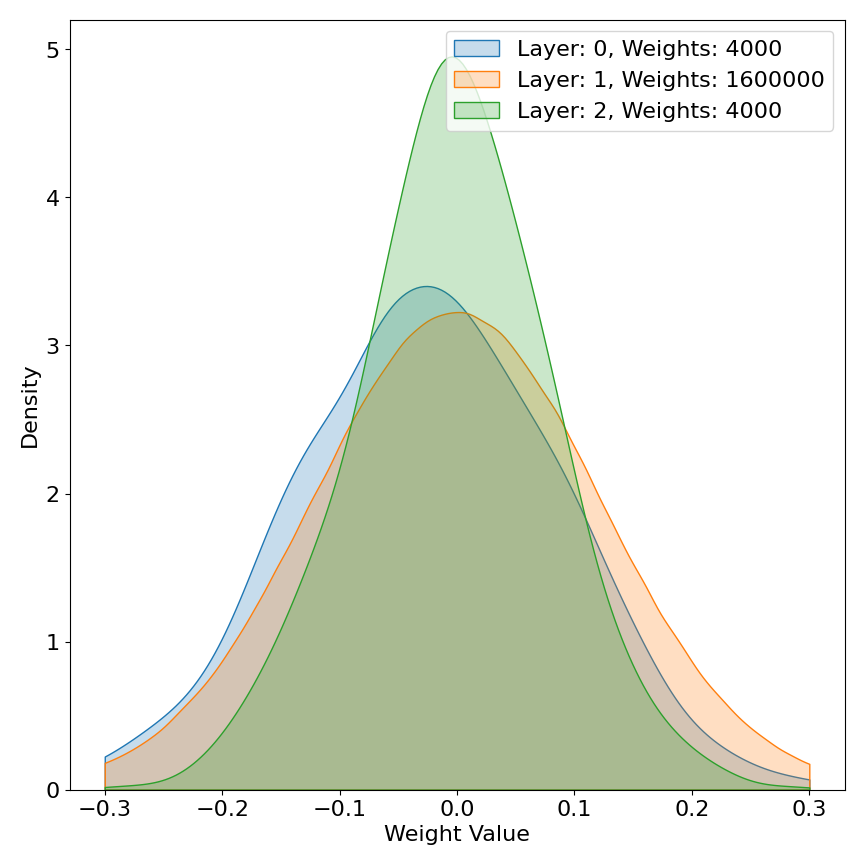 Layer: 0, Weights: 4000
Layer: 1, Weights: 1600000
Layer: 2, Weights: 4000
5
4
3
2
1
0
Density
−0.3 −0.2 −0.1 0.0 0.1 0.2 0.3
Weight Value